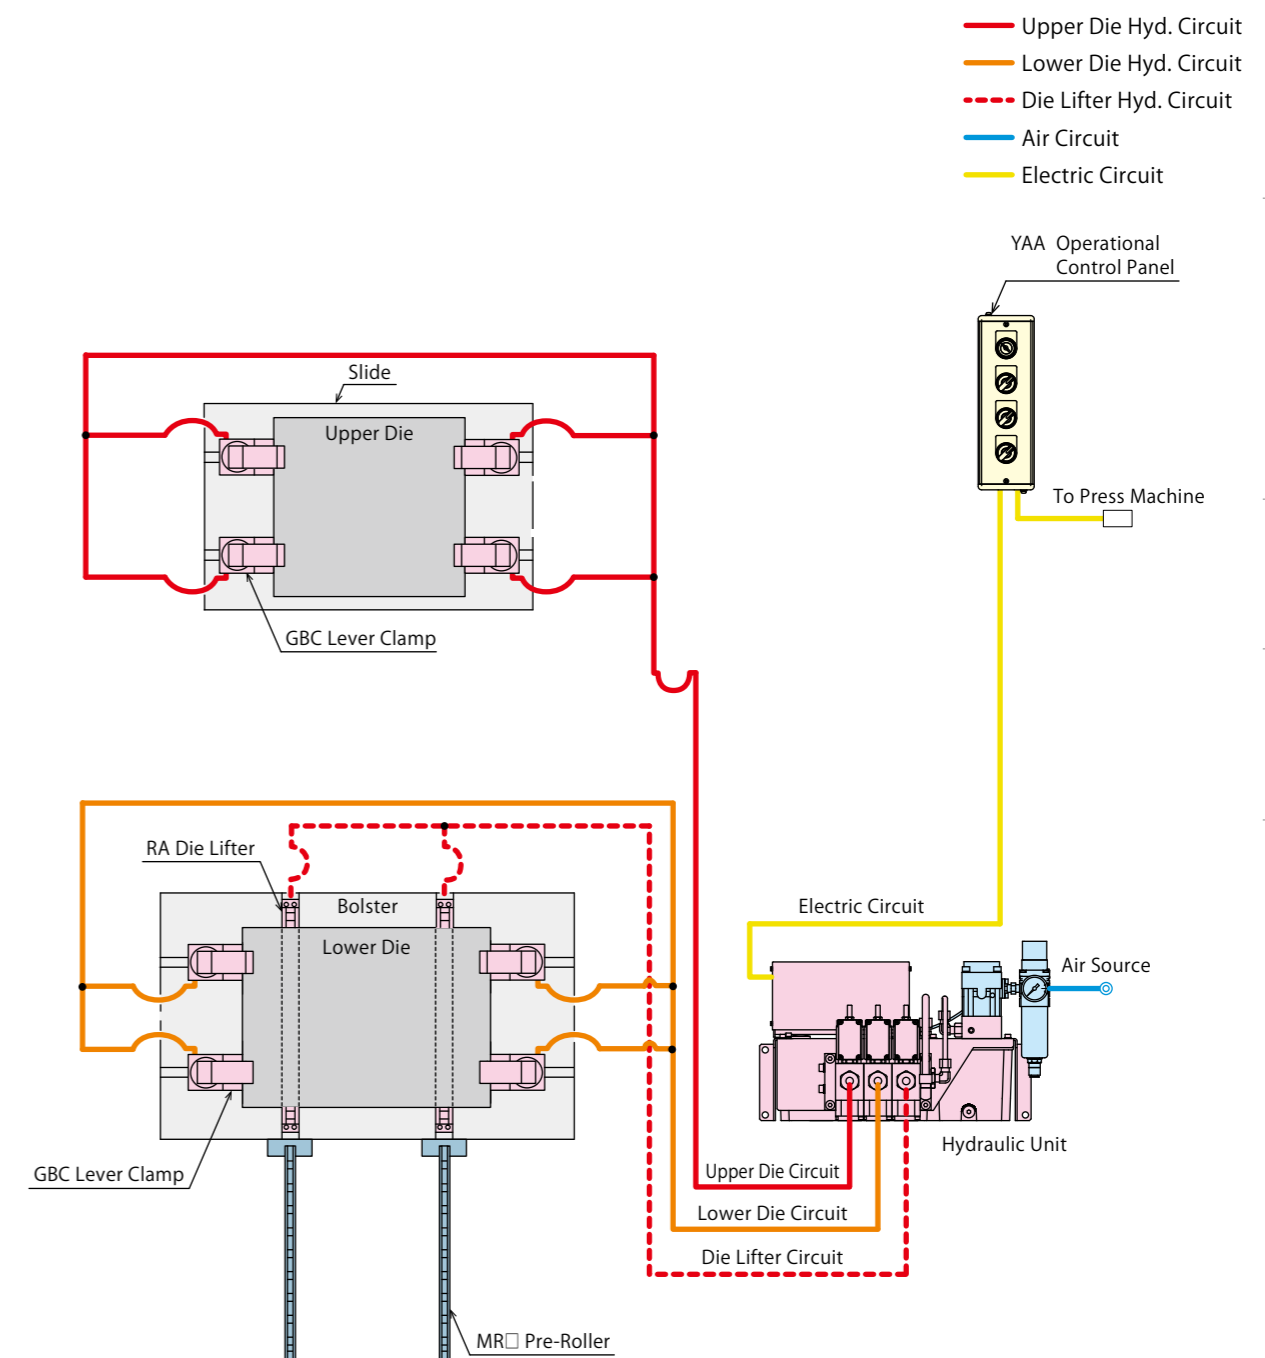 Upper Die Hyd. Circuit
Lower Die Hyd. Circuit
Die Lifter Hyd. Circuit
Air Circuit
Electric Circuit
YAA Operational
Control Panel
Slide
Upper Die
To Press Machine
GBC Lever Clamp
RA Die Lifter
Bolster
Electric Circuit
Lower Die
Air Source
Hydraulic Unit
GBC Lever Clamp
Upper Die Circuit
Lower Die Circuit
Die Lifter Circuit
MR□ Pre-Roller